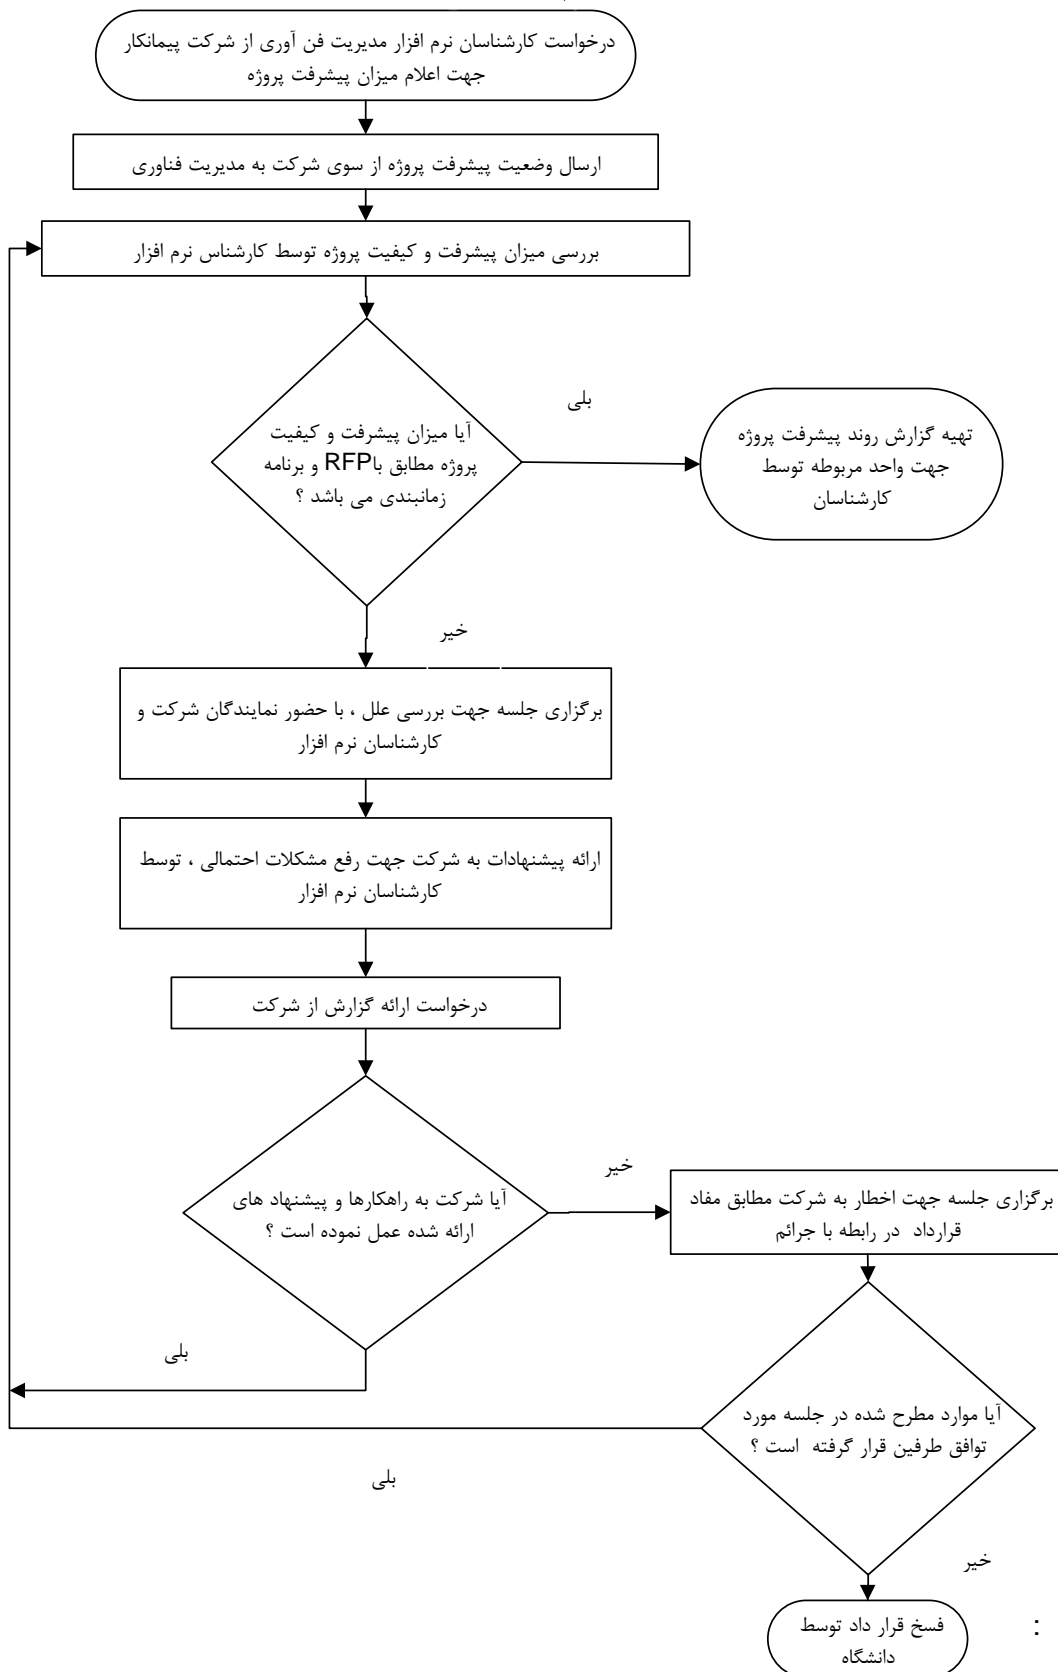 درخواست کارشناسان نرم افزار مدیریت فن آوری از شرکت پیمانکار
جهت اعلام میزان پیشرفت پروژه
ارسال وضعیت پیشرفت پروژه از سوی شرکت به مدیریت فناوری
بررسی میزان پیشرفت و کیفیت پروژه توسط کارشناس نرم افزار
آیا میزان پیشرفت و کیفیت
پروژه مطابق با RFP و برنامه
زمانبندی می باشد ؟
بلی
تهیه گزارش روند پیشرفت پروژه
جهت واحد مربوطه توسط
کارشناسان
خیر
برگزاری جلسه جهت بررسی علل ، با حضور نمایندگان شرکت و
کارشناسان نرم افزار
ارائه پیشنهادات به شرکت جهت رفع مشکلات احتمالی ، توسط
کارشناسان نرم افزار
درخواست ارائه گزارش از شرکت
آیا شرکت به راهکارها و پیشنهاد های
ارائه شده عمل نموده است ؟
خیر
برگزاری جلسه جهت اخطار به شرکت مطابق مفاد
قرارداد در رابطه با جرائم
بلی
آیا موارد مطرح شده در جلسه مورد
توافق طرفین قرار گرفته است ؟
بلی
خیر
فسخ قرار داد توسط
دانشگاه
: